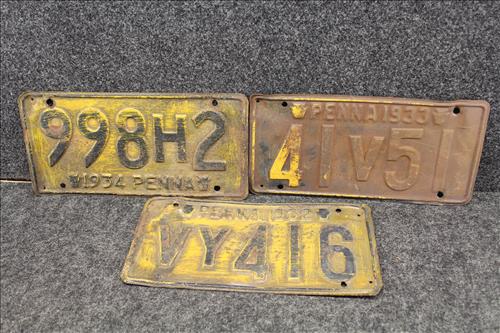 998H2
1934 PENNA
PENNA 1933
41V51
PENNA 1932
VY416